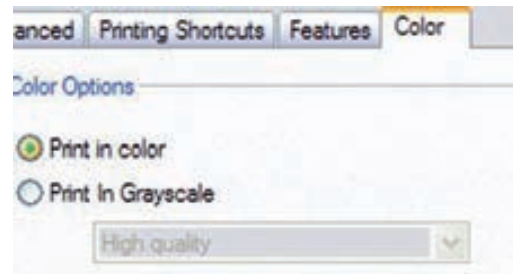 anced Printing Shortcuts Features Color
Color Options
Print in color
Print In Grayscale
High quality